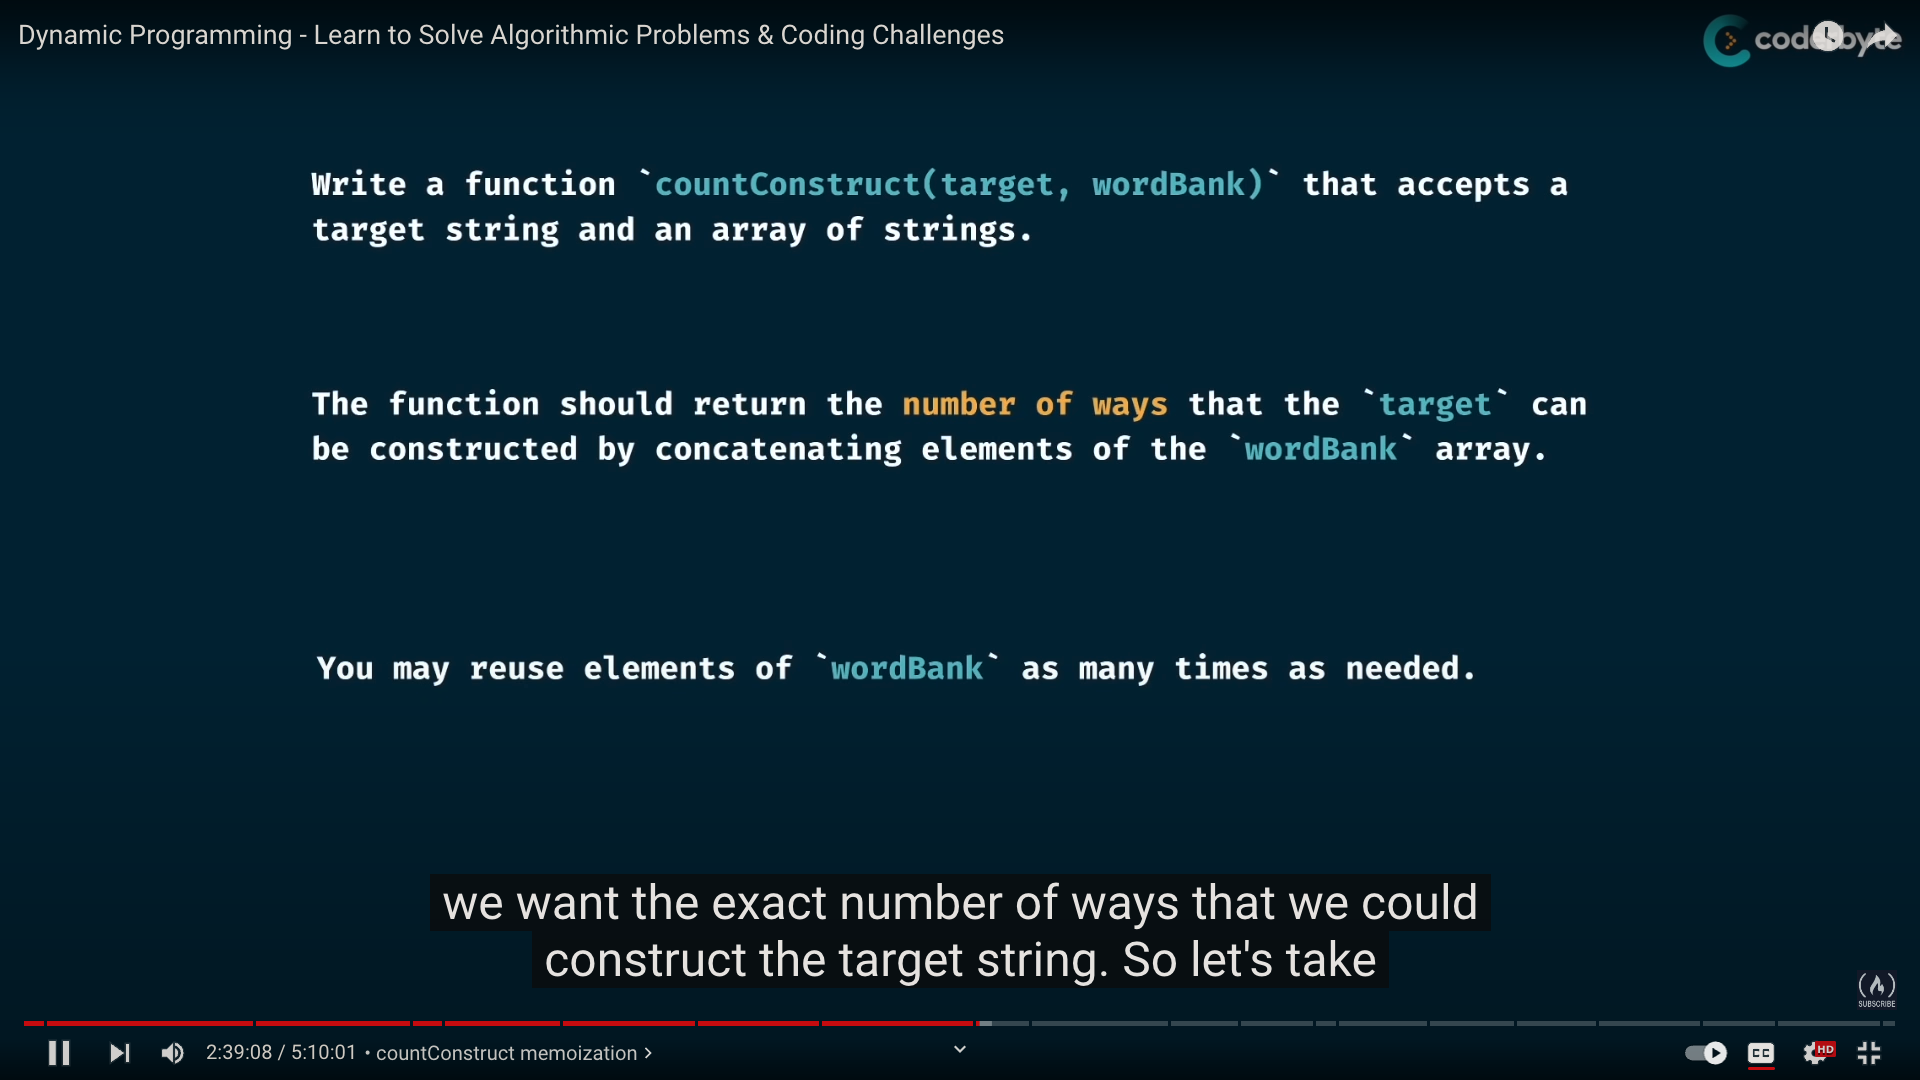 Dynamic Programming - Learn to Solve Algorithmic Problems & Coding Challenges
coderbyte
Write a function `countConstruct(target, wordBank)` that accepts a
target string and an array of strings.
The function should return the number of ways that the `target` can
be constructed by concatenating elements of the `wordBank` array.
You may reuse elements of `wordBank` as many times as needed.
we want the exact number of ways that we could
construct the target string. So let's take
SUBSCRIBE
2:39:08 / 5:10:01 • countConstruct memoization
CC
HD